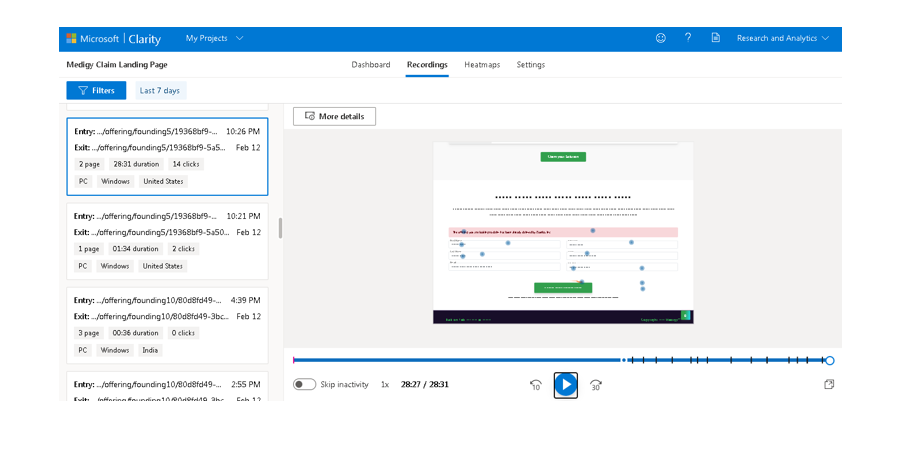 Microsoft | Clarity My Projects Research and Analytics
Medigy Claim Landing Page Dashboard Recordings Heatmaps Settings
Filters Last 7 days
More details
Entry: .../offering/founding5/19368bf9-... 10:26 PM
Exit: .../offering/founding5/19368bf9-5a5... Feb 12
2 page 28:31 duration 14 clicks
PC Windows United States
Entry: .../offering/founding5/19368bf9-... 10:21 PM
Exit: .../offering/founding5/19368bf9-5a50... Feb 12
1 page 01:34 duration 2 clicks
PC Windows United States
Entry: .../offering/founding10/80d8fd49-... 4:39 PM
Exit: .../offering/founding10/80d8fd49-3bc... Feb 12
3 page 00:36 duration 0 clicks
PC Windows India
Entry: .../offering/founding10/80d8fd49-... 2:55 PM
Exit: .../offering/founding10/80d8fd49-3bc... Feb 12
Skip inactivity 1x 28:27 / 28:31 10 30